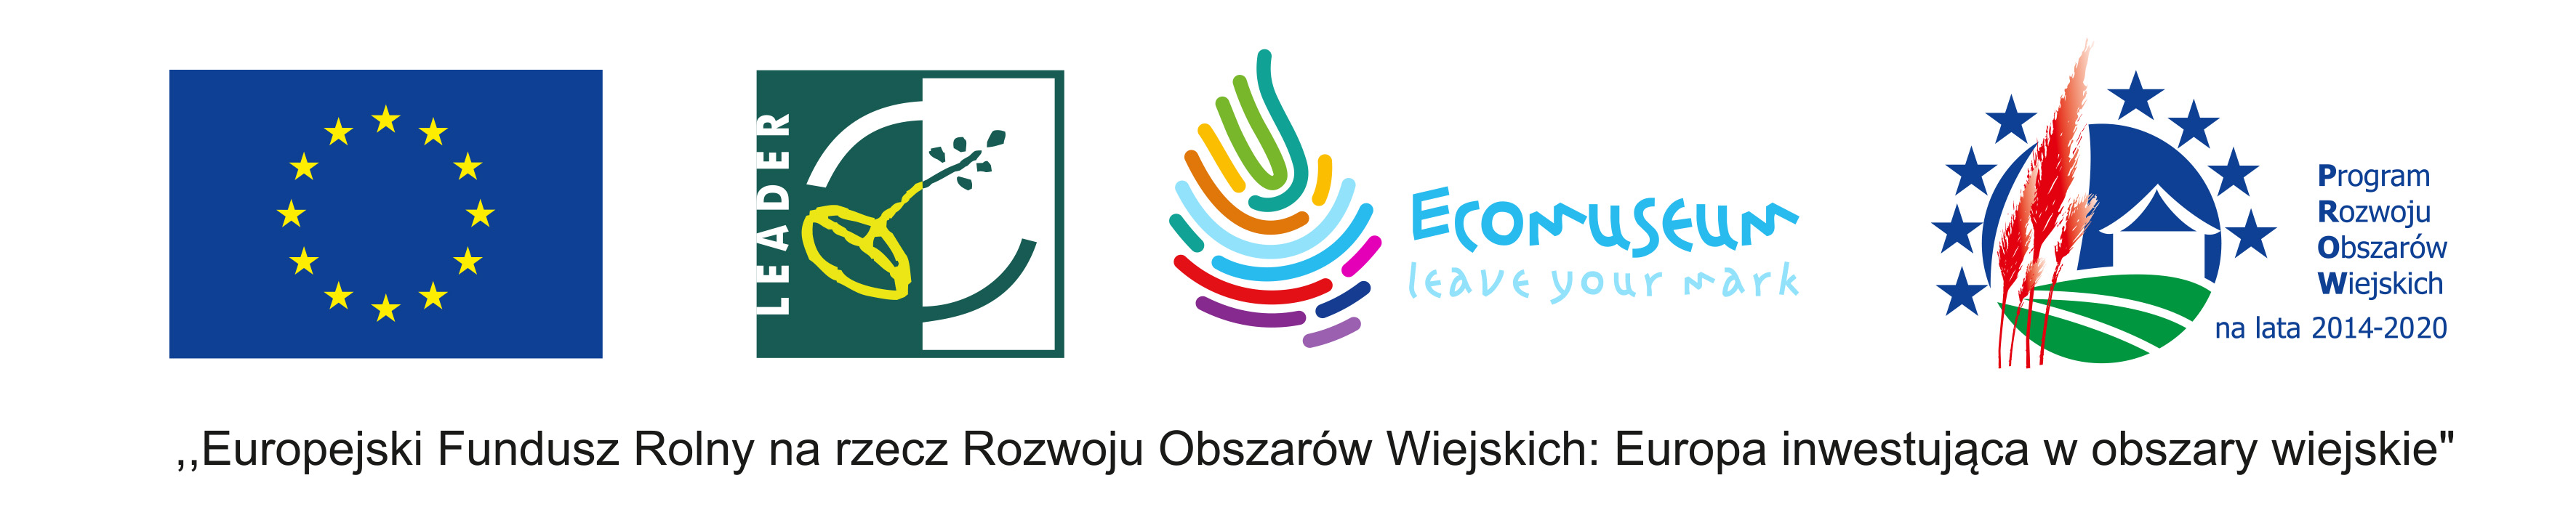 LEADER
Ecomuseum
leave your mark
Program
Rozwoju
Obszarów
Wiejskich
na lata 2014-2020
,,Europejski Fundusz Rolny na rzecz Rozwoju Obszarów Wiejskich: Europa inwestująca w obszary wiejskie"